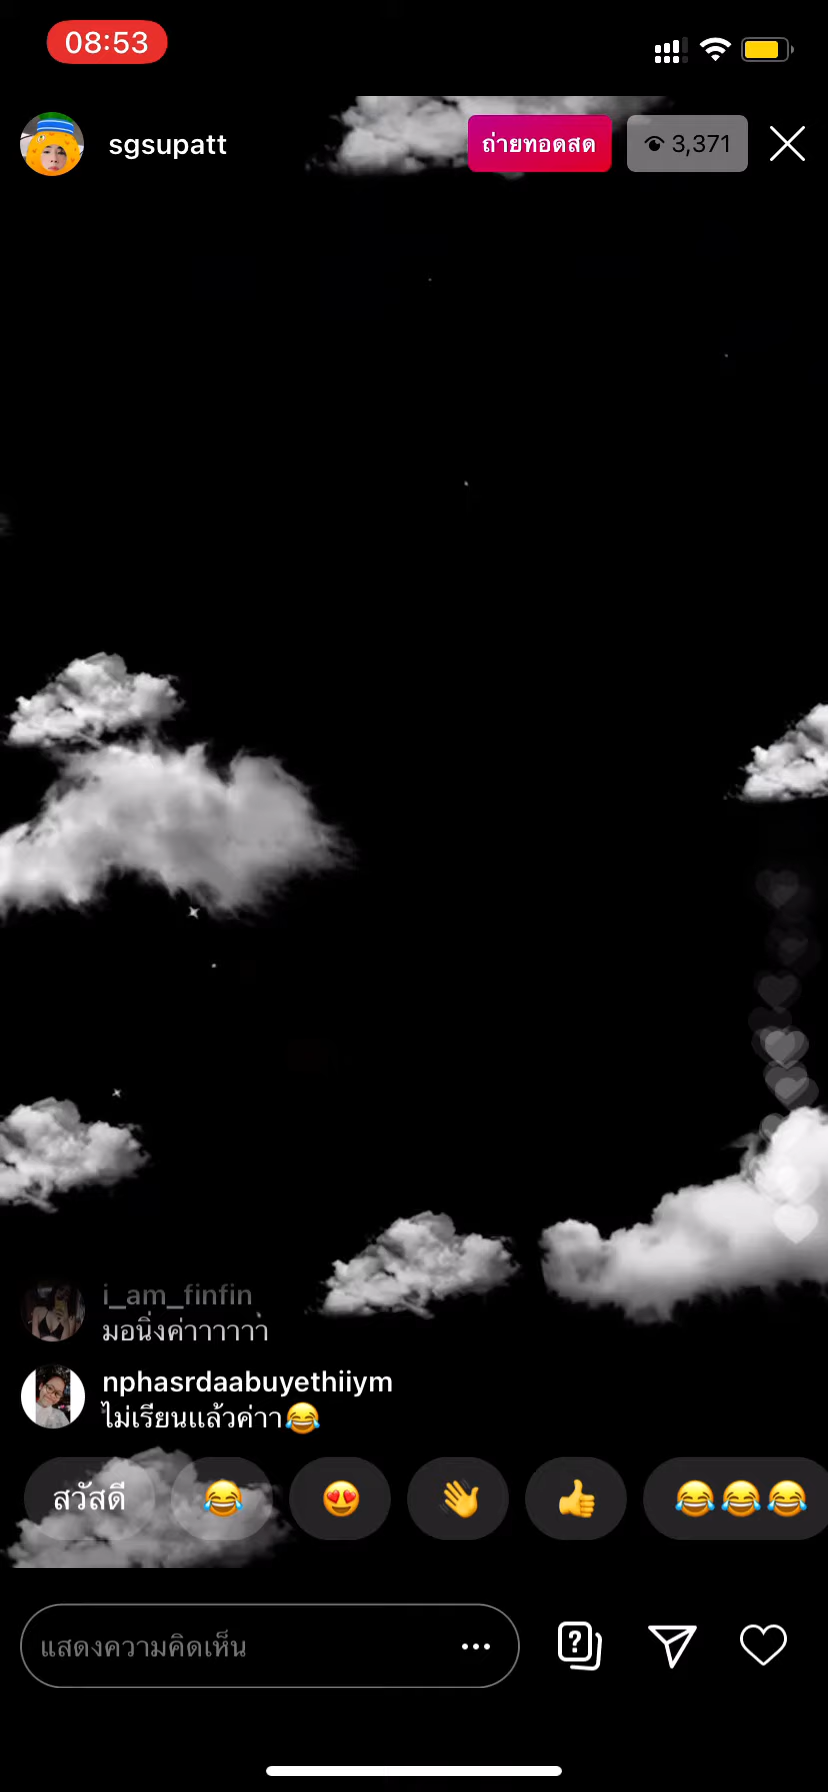 08:53
sgsupatt
ถ่ายทอดสด
3,371
i_am_finfin
มอนิ่งค่าาาาาา
nphasrdaabuyethiiym
ไม่เรียนแล้วค่าา😂
สวัสดี 😂 😍 👋 👍 😂😂😂
แสดงความคิดเห็น